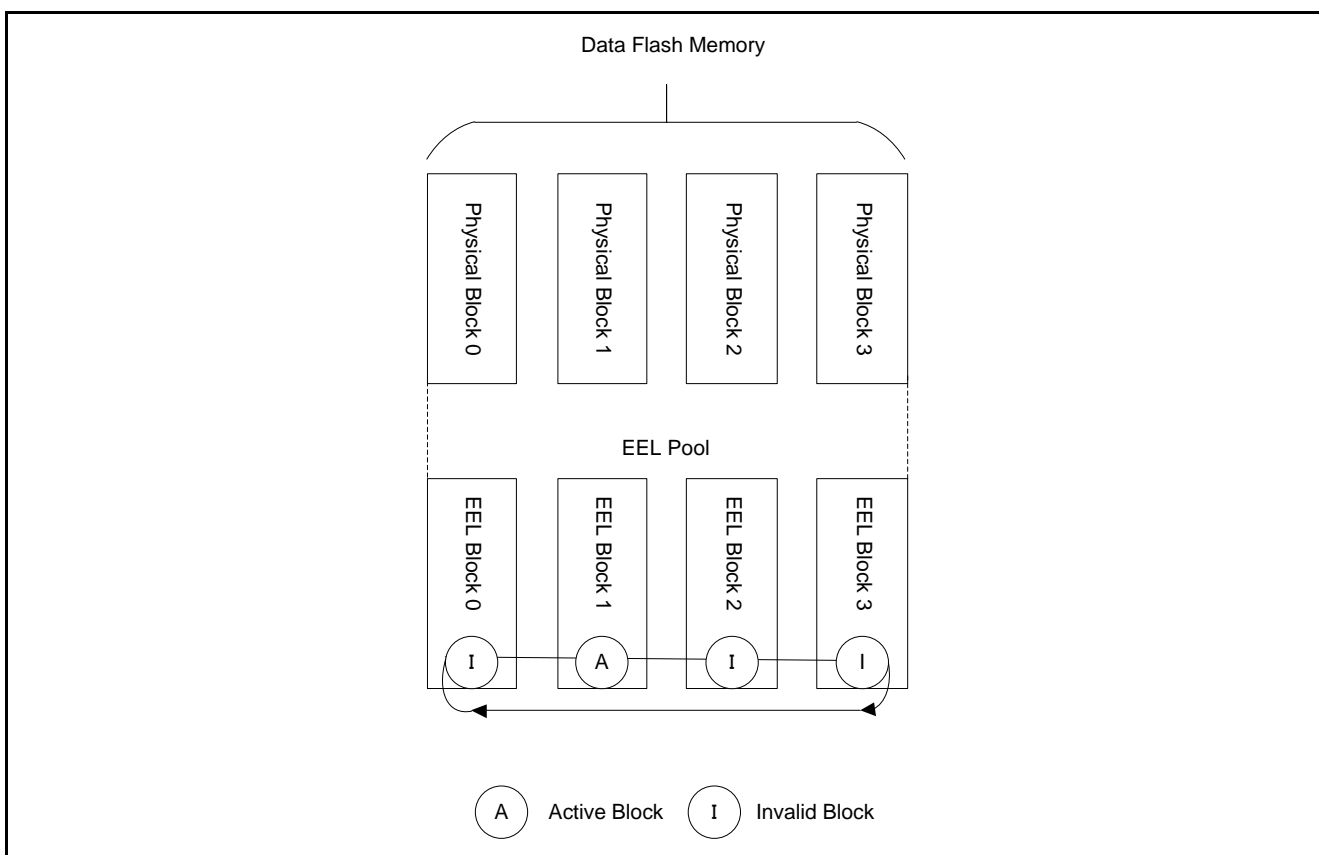 Data Flash Memory
Physical Block 0
Physical Block 1
Physical Block 2
Physical Block 3
EEL Pool
EEL Block 0
EEL Block 1
EEL Block 2
EEL Block 3
I
A
I
I
A Active Block
I Invalid Block